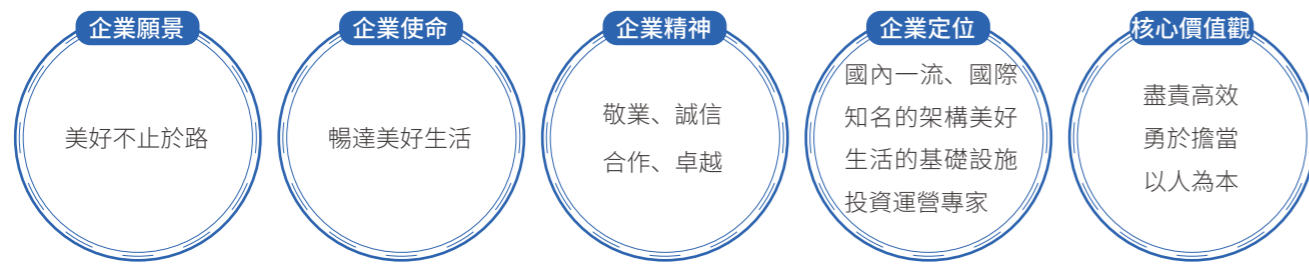 企業願景
美好不止於路
企業使命
暢達美好生活
企業精神
敬業、誠信
合作、卓越
企業定位
國內一流、國際
知名的架構美好
生活的基礎設施
投資運營專家
核心價值觀
盡責高效
勇於擔當
以人為本